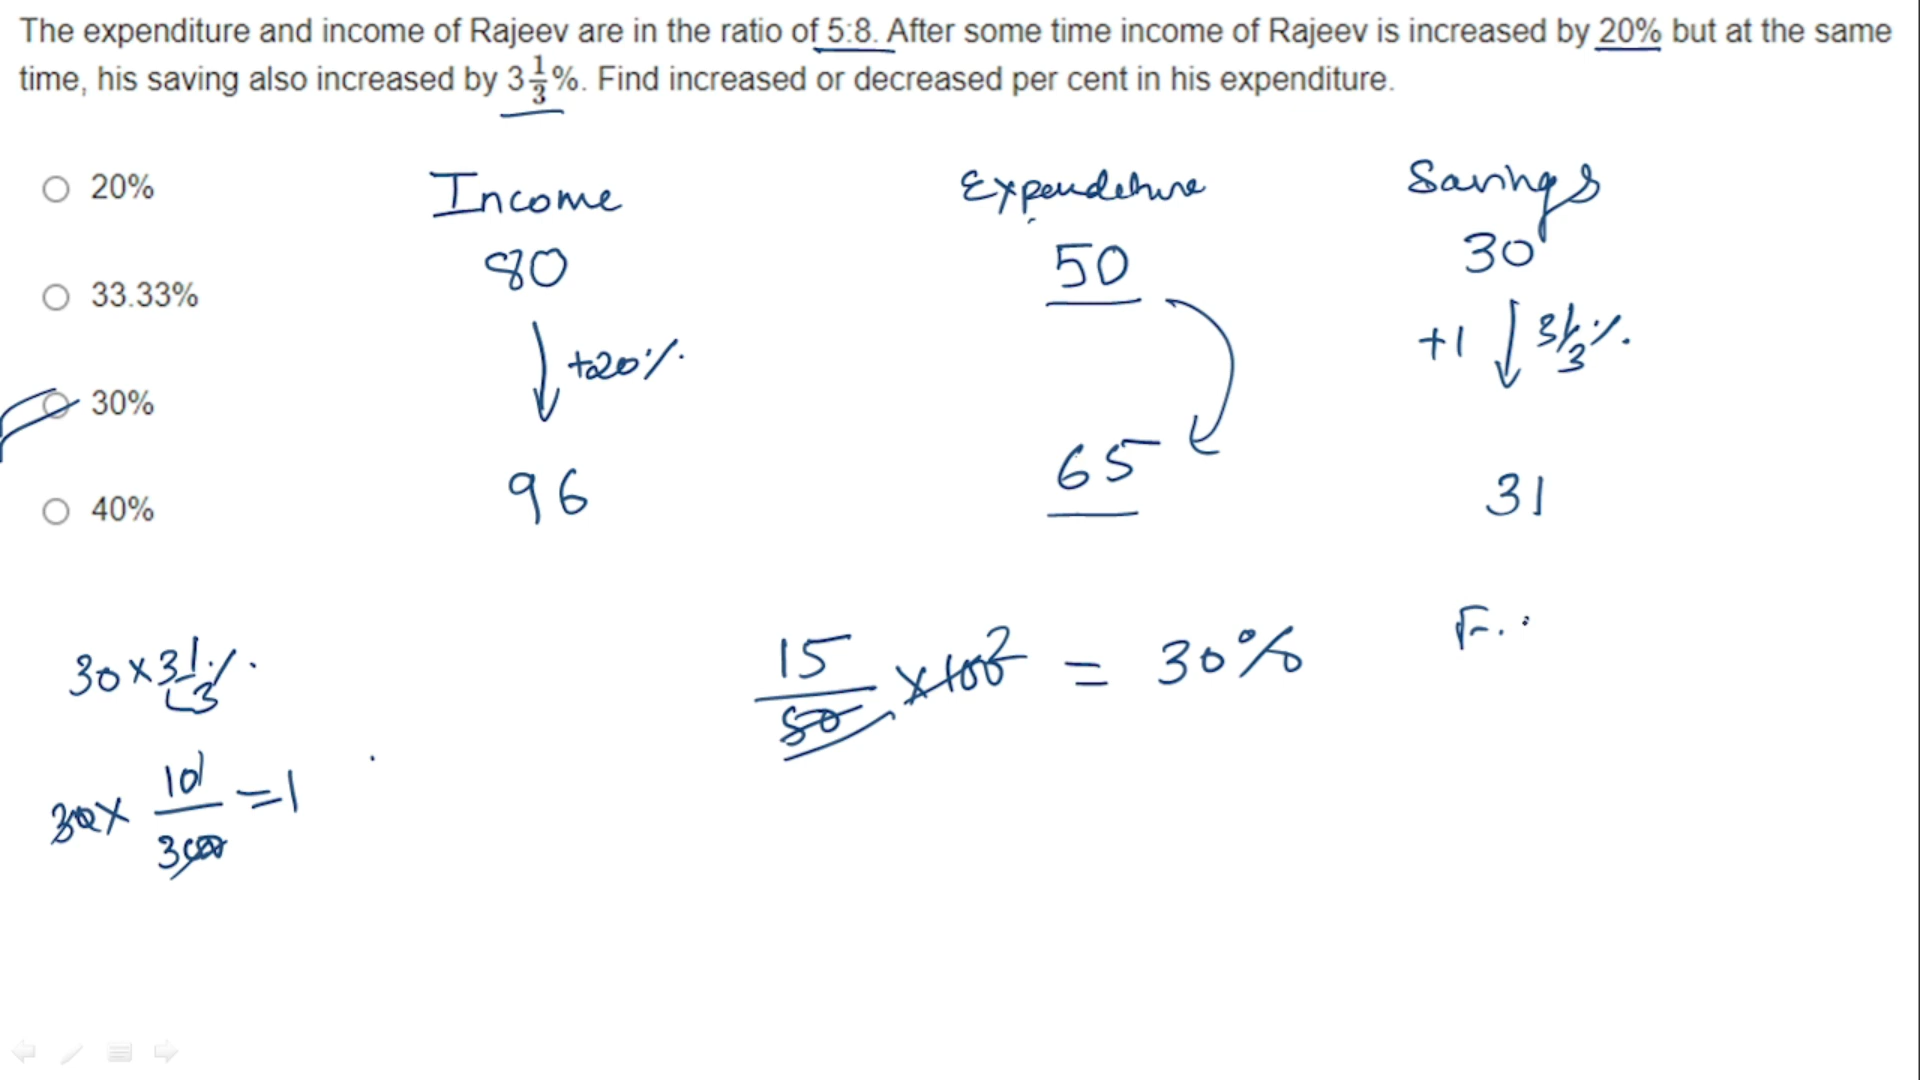 The expenditure and income of Rajeev are in the ratio of 5:8. After some time income of Rajeev is increased by 20% but at the same
time, his saving also increased by 3 1/3%. Find increased or decreased per cent in his expenditure.
20%
33.33%
30%
40%
Income Expenditure Savings
80 50 30
+20% +1 3 1/3 %
96 65 31
30 x 3 1/3 %
30 x 10/300 = 1
15/50 x 100 2 = 30%